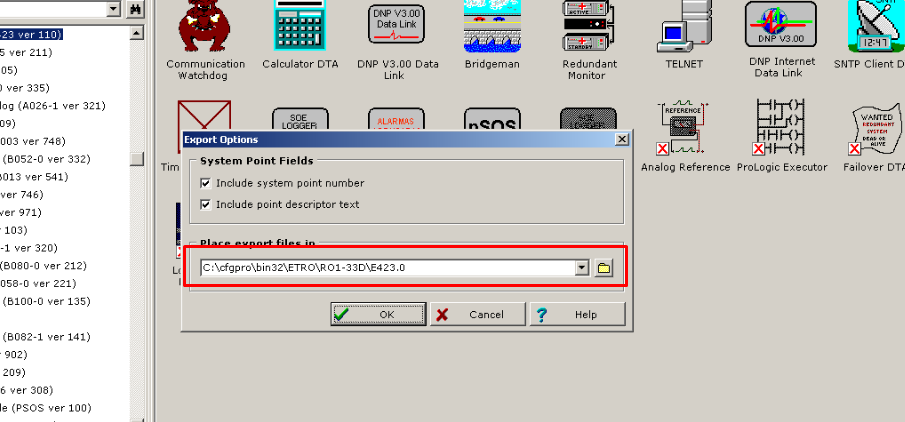 23 ver 110)
5 ver 211)
05)
0 ver 335)
log (A026-1 ver 321)
09)
003 ver 748)
(B052-0 ver 332)
B013 ver 541)
ver 746)
ver 971)
ver 103)
-1 ver 320)
(B080-0 ver 212)
058-0 ver 221)
(B100-0 ver 135)
(B082-1 ver 141)
902)
209)
6 ver 308)
le (PSOS ver 100)
Communication
Watchdog
Calculator DTA
DNP V3.00
Data Link
DNP V3.00 Data
Link
Bridgeman
ACTIVE
STANDBY
Redundant
Monitor
TELNET
DNP V3.00
DNP Internet
Data Link
SNTP
12:47
SNTP Client D
Tim
SOE
LOGGER
ALARMAS
pSOS
SOE
LOGGER
REFERENCE
Analog Reference
ProLogic Executor
WANTED
REDUNDANT
SYSTEM
DEAD OR
ALIVE
Failover DTA
Lo
Export Options
System Point Fields
Include system point number
Include point descriptor text
Place export files in
C:\cfgpro\bin32\ETRO\RO1-33D\E423.0
OK
Cancel
? Help